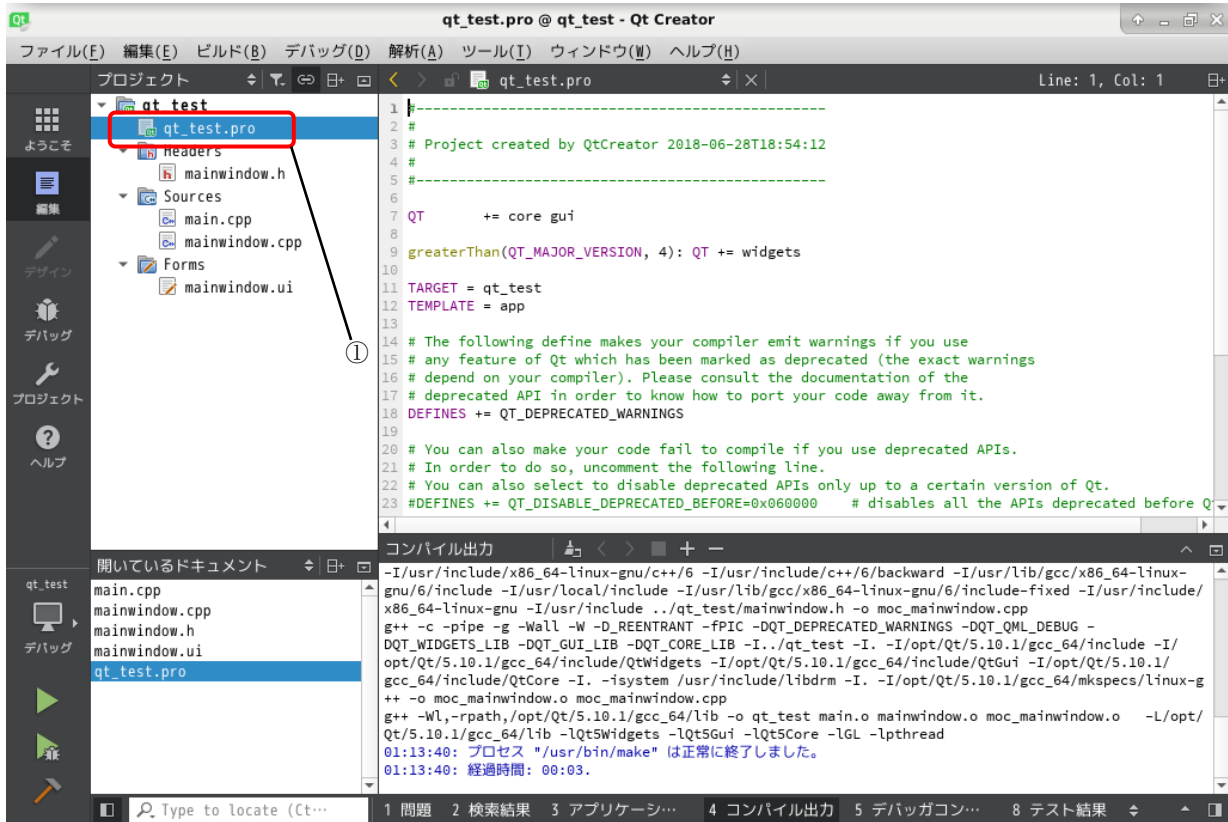 qt_test.pro @ qt_test - Qt Creator
ファイル(F) 編集(E) ビルド(B) デバッグ(D) 解析(A) ツール(T) ウィンドウ(W) ヘルプ(H)
プロジェクト
qt_test.pro
Line: 1, Col: 1
ようこそ
編集
デザイン
デバッグ
プロジェクト
ヘルプ
qt_test
qt_test.pro
Headers
mainwindow.h
Sources
main.cpp
mainwindow.cpp
Forms
mainwindow.ui
①
1 #---------------------------------------------------
2 #
3 # Project created by QtCreator 2018-06-28T18:54:12
4 #
5 #---------------------------------------------------
6
7 QT       += core gui
8
9 greaterThan(QT_MAJOR_VERSION, 4): QT += widgets
10
11 TARGET = qt_test
12 TEMPLATE = app
13
14 # The following define makes your compiler emit warnings if you use
15 # any feature of Qt which has been marked as deprecated (the exact warnings
16 # depend on your compiler). Please consult the documentation of the
17 # deprecated API in order to know how to port your code away from it.
18 DEFINES += QT_DEPRECATED_WARNINGS
19
20 # You can also make your code fail to compile if you use deprecated APIs.
21 # In order to do so, uncomment the following line.
22 # You can also select to disable deprecated APIs only up to a certain version of Qt.
23 #DEFINES += QT_DISABLE_DEPRECATED_BEFORE=0x060000    # disables all the APIs deprecated before Q
開いているドキュメント
main.cpp
mainwindow.cpp
mainwindow.h
mainwindow.ui
qt_test.pro
qt_test
デバッグ
コンパイル出力
-I/usr/include/x86_64-linux-gnu/c++/6 -I/usr/include/c++/6/backward -I/usr/lib/gcc/x86_64-linux-
gnu/6/include -I/usr/local/include -I/usr/lib/gcc/x86_64-linux-gnu/6/include-fixed -I/usr/include/
x86_64-linux-gnu -I/usr/include ../qt_test/mainwindow.h -o moc_mainwindow.cpp
g++ -c -pipe -g -Wall -W -D_REENTRANT -fPIC -DQT_DEPRECATED_WARNINGS -DQT_QML_DEBUG -
DQT_WIDGETS_LIB -DQT_GUI_LIB -DQT_CORE_LIB -I../qt_test -I. -I/opt/Qt/5.10.1/gcc_64/include -I/
opt/Qt/5.10.1/gcc_64/include/QtWidgets -I/opt/Qt/5.10.1/gcc_64/include/QtGui -I/opt/Qt/5.10.1/
gcc_64/include/QtCore -I. -isystem /usr/include/libdrm -I. -I/opt/Qt/5.10.1/gcc_64/mkspecs/linux-g
++ -o moc_mainwindow.o moc_mainwindow.cpp
g++ -Wl,-rpath,/opt/Qt/5.10.1/gcc_64/lib -o qt_test main.o mainwindow.o moc_mainwindow.o   -L/opt/
Qt/5.10.1/gcc_64/lib -lQt5Widgets -lQt5Gui -lQt5Core -lGL -lpthread
01:13:40: プロセス "/usr/bin/make" は正常に終了しました。
01:13:40: 経過時間: 00:03.
Type to locate (Ct…
1 問題 2 検索結果 3 アプリケーシ… 4 コンパイル出力 5 デバッガコン… 8 テスト結果